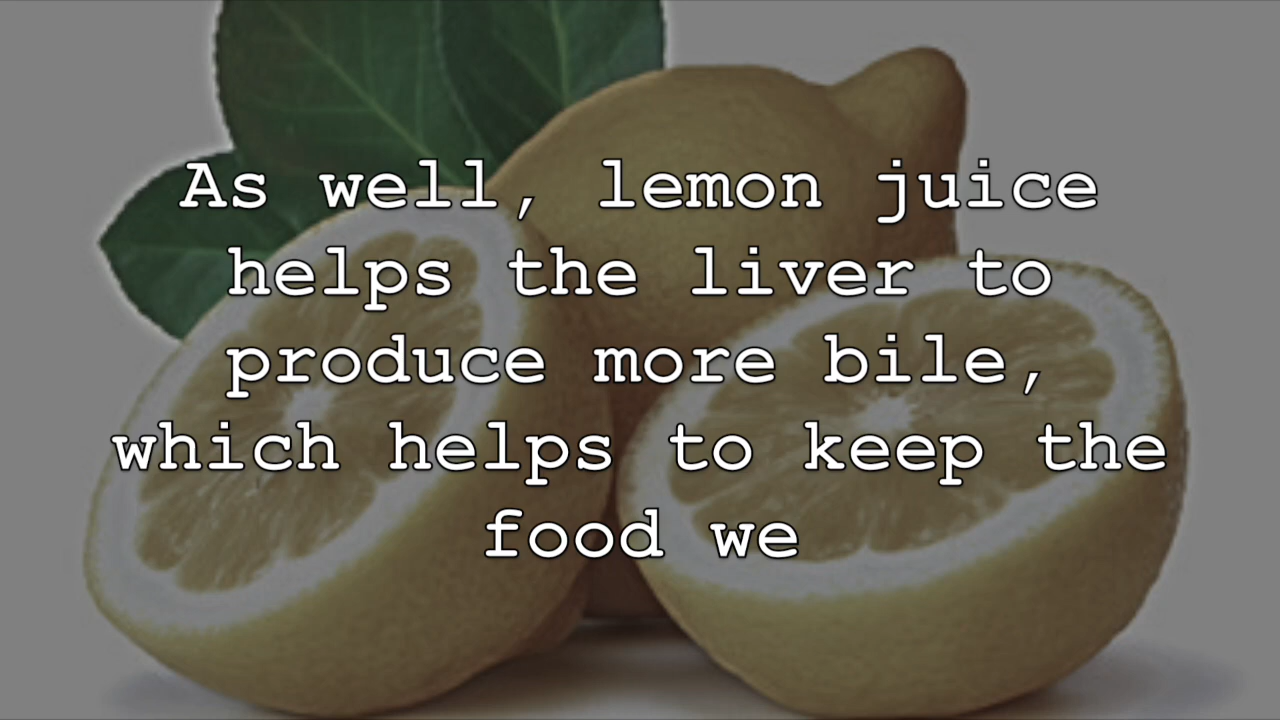 As well, lemon juice
helps the liver to
produce more bile,
which helps to keep the
food we